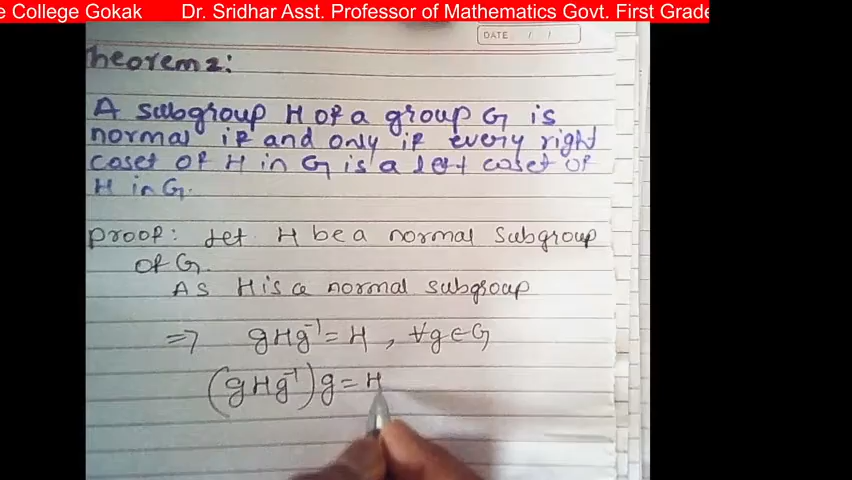 e College Gokak Dr. Sridhar Asst. Professor of Mathematics Govt. First Grade
DATE / /
Theorem 2:
A subgroup H of a group G is
normal if and only if every right
coset of H in G is a left coset of
H in G.
Proof: Let H be a normal subgroup
of G.
As H is a normal subgroup
⇒ gHg⁻¹ = H , ∀g∈G
(gHg⁻¹)g = H